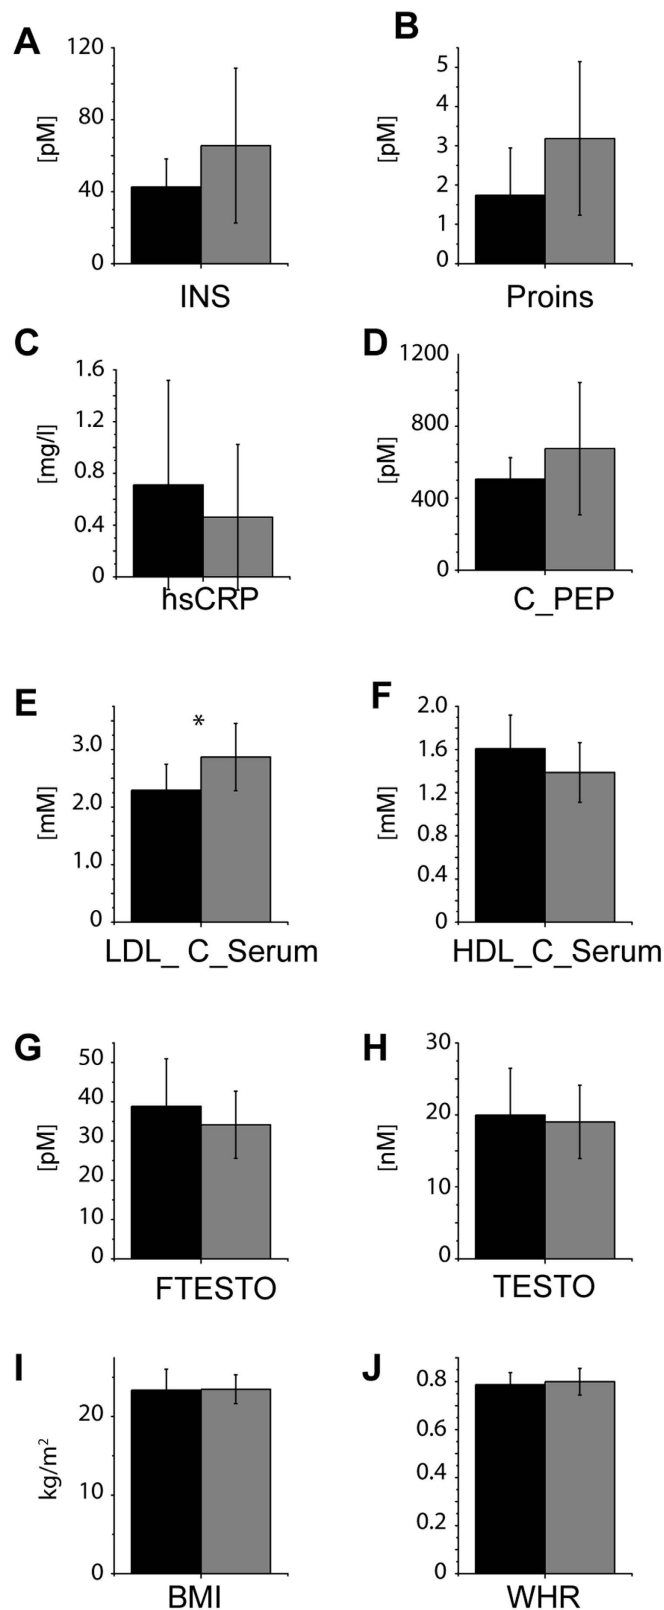 A
B
120
80
40
0
[pM]
INS
5
4
3
2
1
0
[pM]
Proins
C
D
1.6
1.2
0.8
0.4
0
[mg/l]
hsCRP
1200
800
400
0
[pM]
C_PEP
E
F
*
3.0
2.0
1.0
0
[mM]
LDL_ C_Serum
2.0
1.6
1.2
0.8
0.4
0
[mM]
HDL_C_Serum
G
H
50
40
30
20
10
0
[pM]
FTESTO
30
20
10
0
[nM]
TESTO
I
J
20
10
0
kg/m²
BMI
0.8
0.6
0.4
0.2
0
WHR